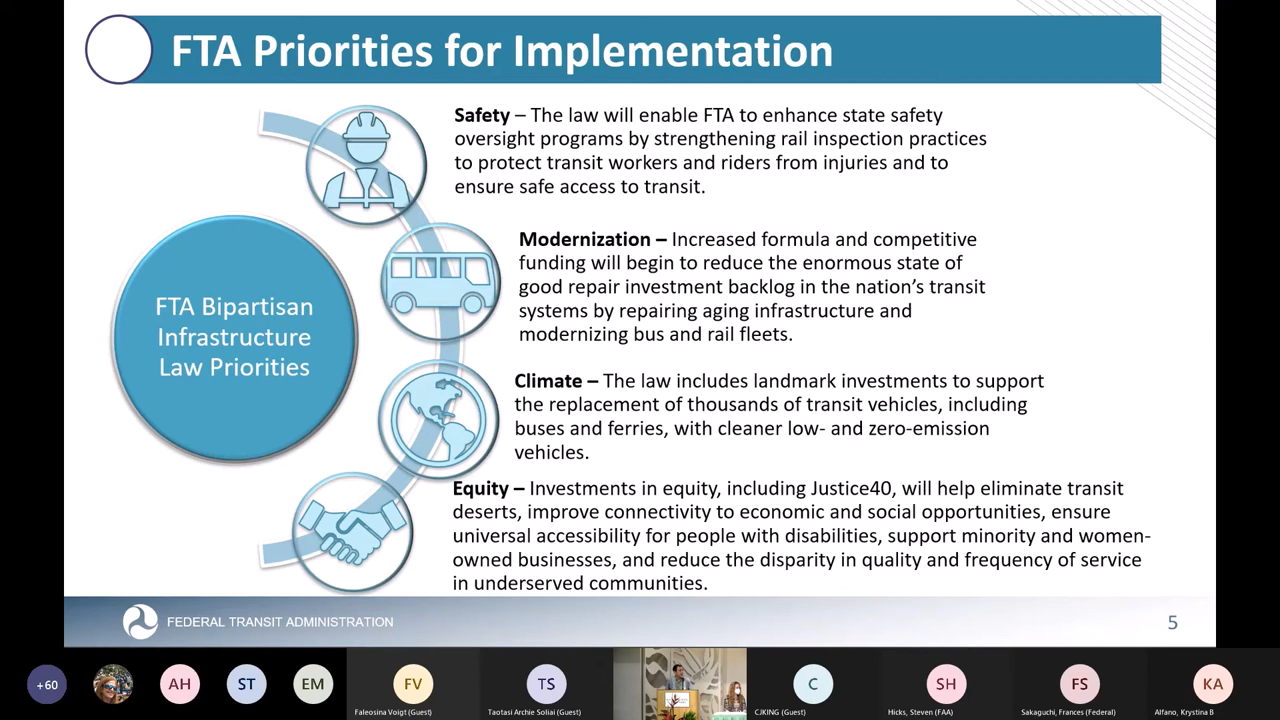 FTA Priorities for Implementation
Safety – The law will enable FTA to enhance state safety
oversight programs by strengthening rail inspection practices
to protect transit workers and riders from injuries and to
ensure safe access to transit.
Modernization – Increased formula and competitive
funding will begin to reduce the enormous state of
good repair investment backlog in the nation's transit
systems by repairing aging infrastructure and
modernizing bus and rail fleets.
FTA Bipartisan
Infrastructure
Law Priorities
Climate – The law includes landmark investments to support
the replacement of thousands of transit vehicles, including
buses and ferries, with cleaner low- and zero-emission
vehicles.
Equity – Investments in equity, including Justice40, will help eliminate transit
deserts, improve connectivity to economic and social opportunities, ensure
universal accessibility for people with disabilities, support minority and women-
owned businesses, and reduce the disparity in quality and frequency of service
in underserved communities.
FEDERAL TRANSIT ADMINISTRATION
5
+60
AH
ST
EM
FV
Faleosina Voigt (Guest)
TS
Taotasi Archie Soliai (Guest)
C
CJKING (Guest)
SH
Hicks, Steven (FAA)
FS
Sakaguchi, Frances (Federal)
KA
Alfano, Krystina B